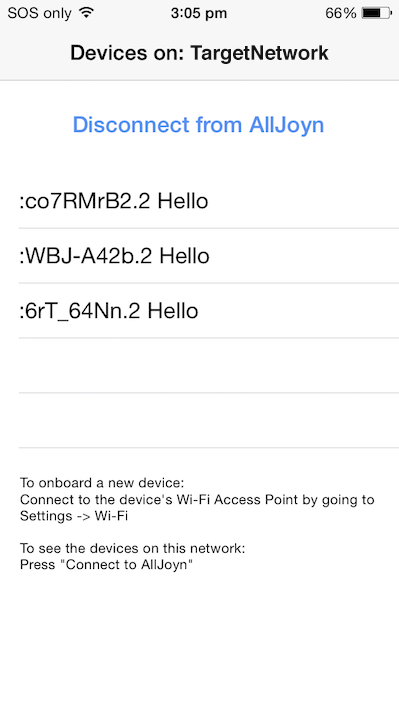 SOS only 3:05 pm 66%
Devices on: TargetNetwork
Disconnect from AllJoyn
:co7RMrB2.2 Hello
:WBJ-A42b.2 Hello
:6rT_64Nn.2 Hello
To onboard a new device:
Connect to the device's Wi-Fi Access Point by going to
Settings -> Wi-Fi
To see the devices on this network:
Press "Connect to AllJoyn"